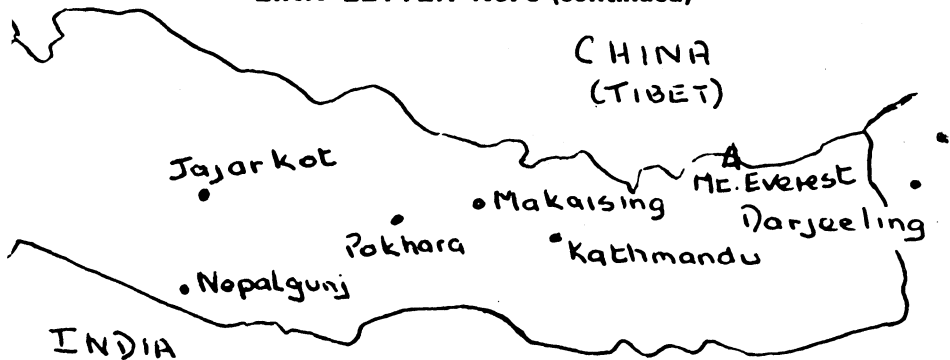 CHINA
(TIBET)
Jajarkot
Mt. Everest
Makaising
Darjeeling
Pokhara
Kathmandu
Nepalgunj
INDIA